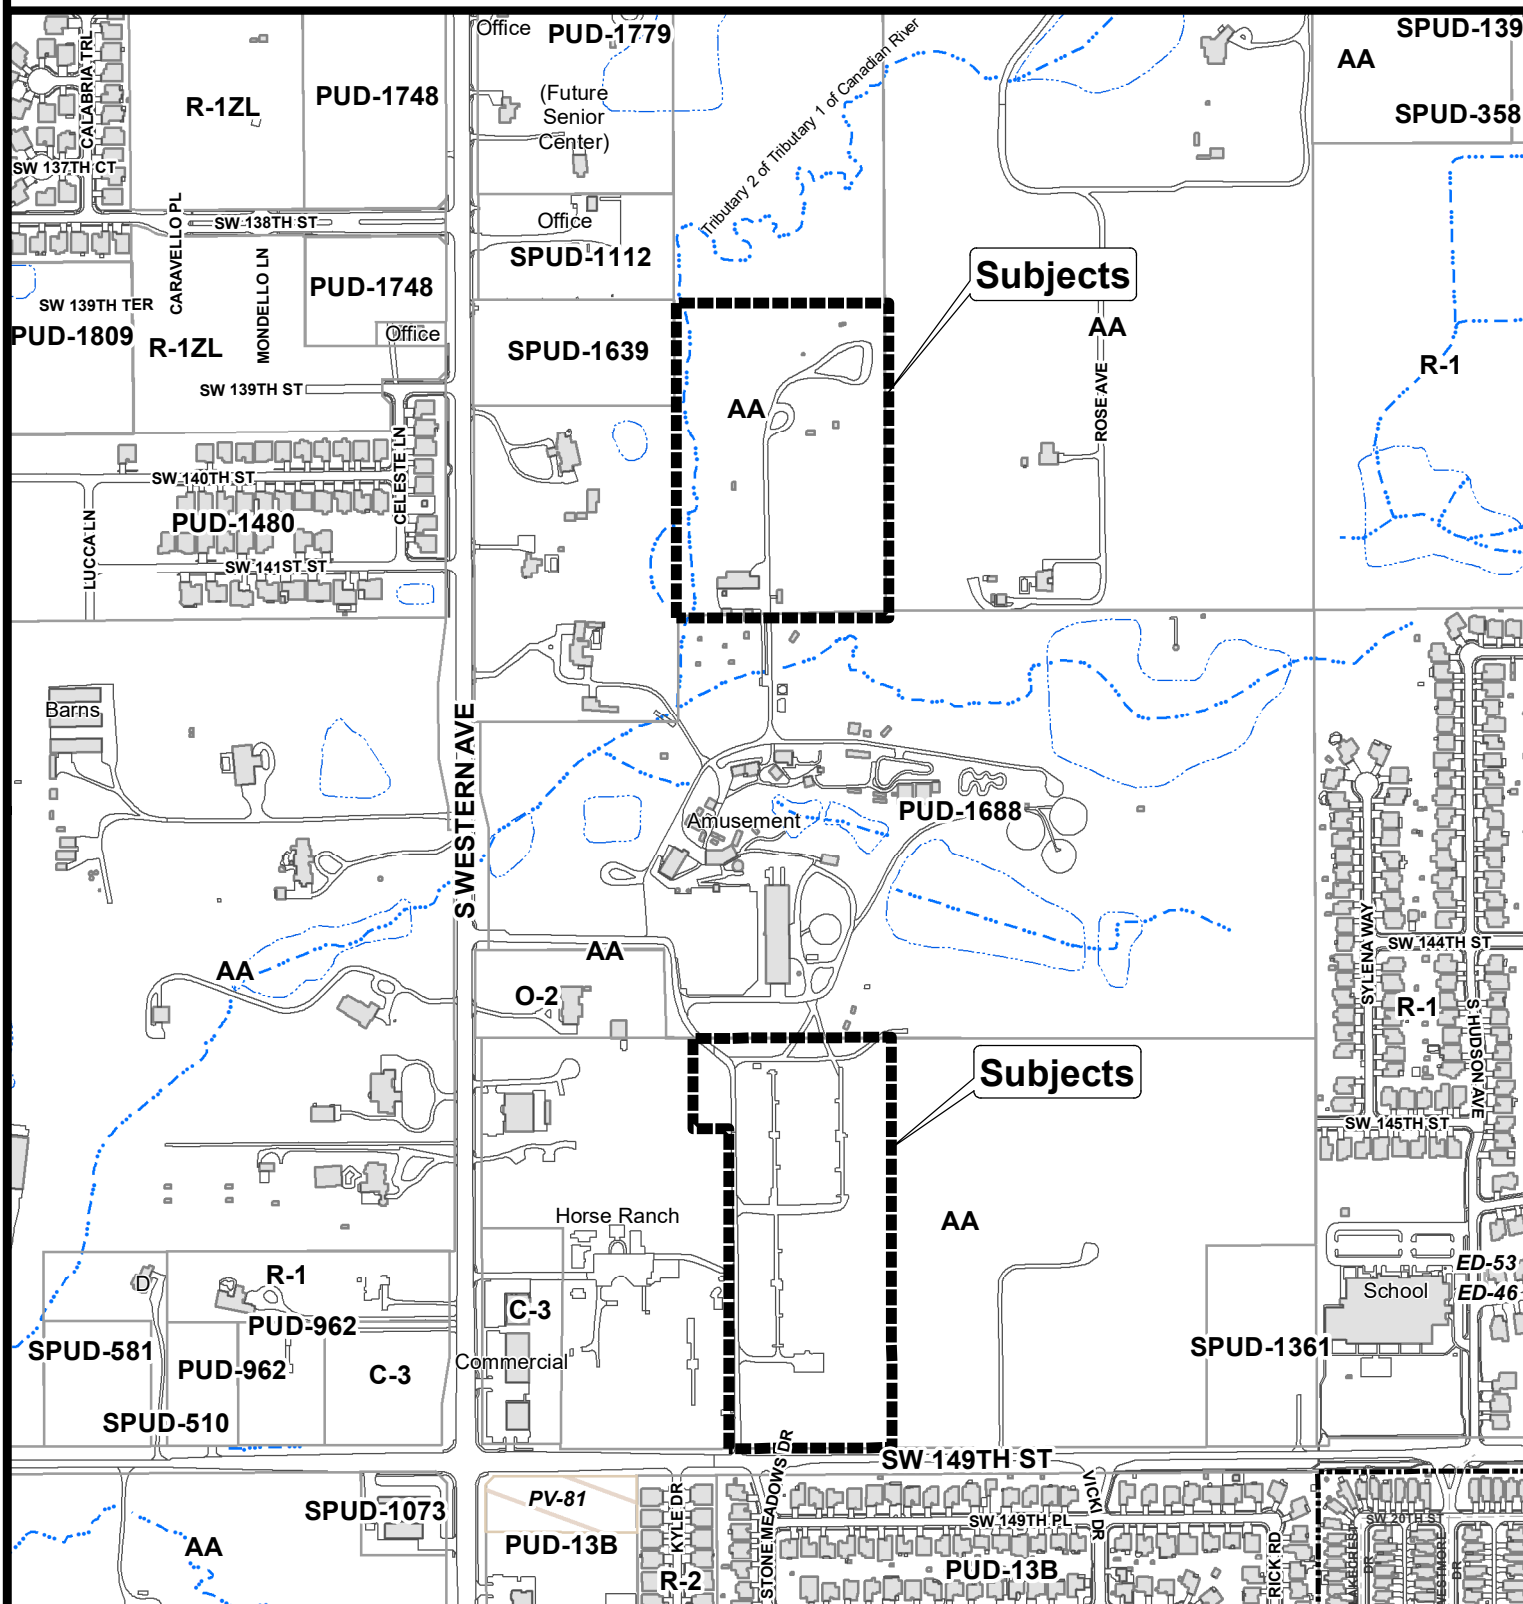 Office
PUD-1779
SPUD-139
AA
CALABRIA TRL
R-1ZL
PUD-1748
(Future
Senior
Center)
SPUD-358
Tributary 2 of Tributary 1 of Canadian River
SW 137TH CT
CARAVELLO PL
SW 138TH ST
Office
SPUD-1112
MONDELLO LN
PUD-1748
Subjects
SW 139TH TER
PUD-1809
R-1ZL
Office
SPUD-1639
AA
R-1
SW 139TH ST
AA
ROSE AVE
CELESTE LN
SW 140TH ST
PUD-1480
LUCCA LN
SW 141ST ST
Barns
S WESTERN AVE
PUD-1688
Amusement
SYLENA WAY
SW 144TH ST
AA
AA
O-2
R-1
S HUDSON AVE
Subjects
SW 145TH ST
Horse Ranch
AA
D
R-1
ED-53
School
ED-46
C-3
PUD-962
SPUD-581
PUD-962
C-3
Commercial
SPUD-1361
SPUD-510
STONE MEADOWS DR
SW 149TH ST
PV-81
SPUD-1073
KYLE DR
VICKI DR
SW 149TH PL
SW 20TH ST
AA
PUD-13B
R-2
PUD-13B
RICK RD
DR
DR